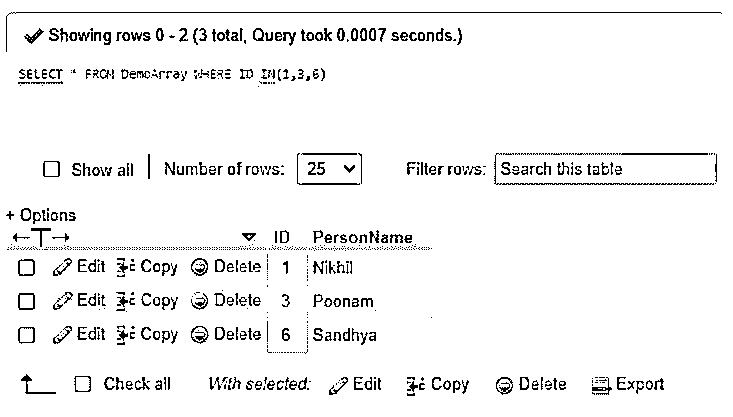 Showing rows 0 - 2 (3 total, Query took 0.0007 seconds.)
SELECT * FROM DemoArray WHERE ID IN(1,3,6)
Show all Number of rows: 25 Filter rows: Search this table
+ Options
ID PersonName
Edit Copy Delete 1 Nikhil
Edit Copy Delete 3 Poonam
Edit Copy Delete 6 Sandhya
Check all With selected: Edit Copy Delete Export